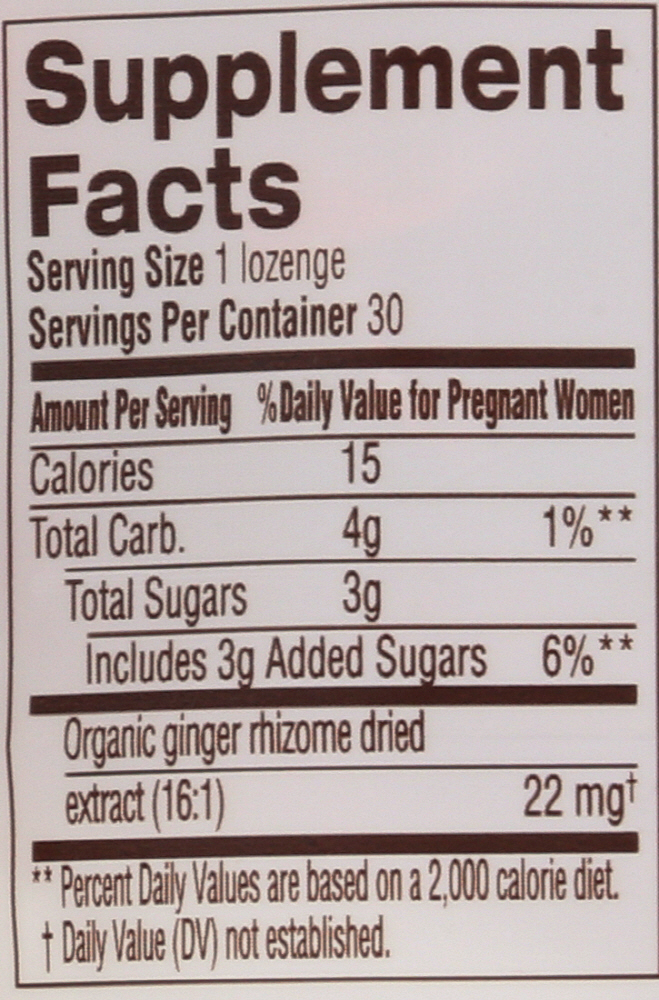 Supplement
Facts
Serving Size 1 lozenge
Servings Per Container 30
Amount Per Serving %Daily Value for Pregnant Women
Calories 15
Total Carb. 4g 1%**
Total Sugars 3g
Includes 3g Added Sugars 6%**
Organic ginger rhizome dried
extract (16:1) 22 mg†
** Percent Daily Values are based on a 2,000 calorie diet.
† Daily Value (DV) not established.